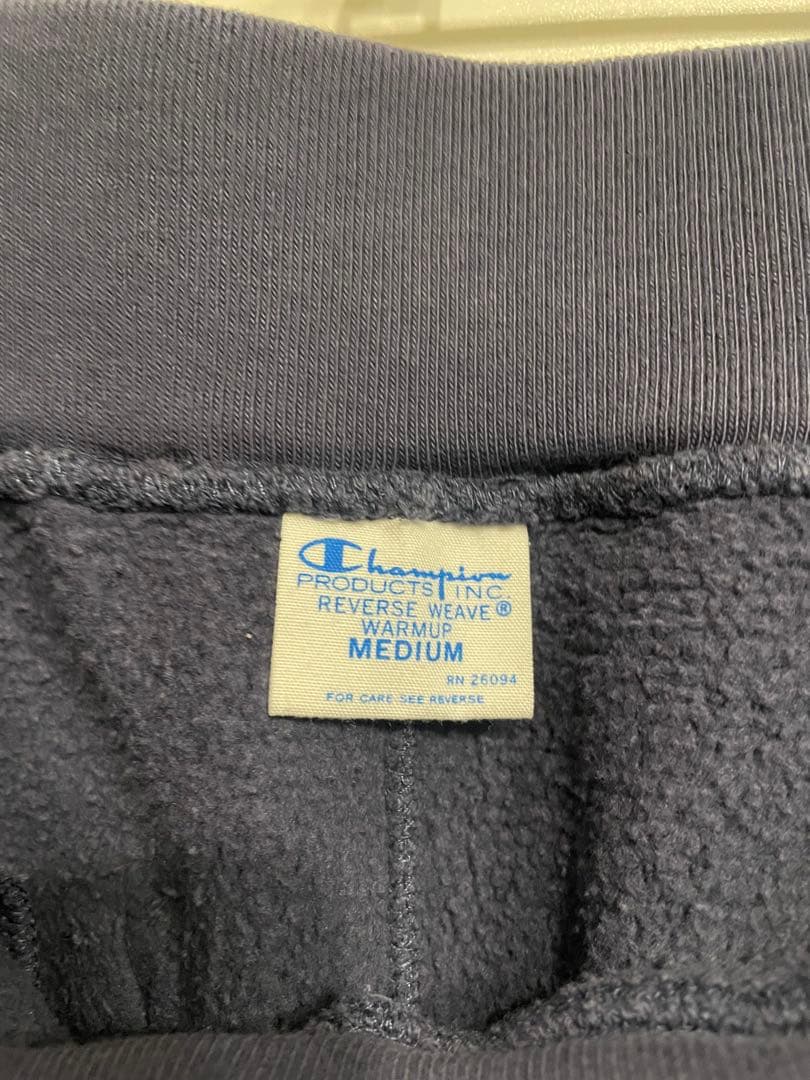 Champion
PRODUCTS INC.
REVERSE WEAVE®
WARMUP
MEDIUM
RN 26094
FOR CARE SEE REVERSE